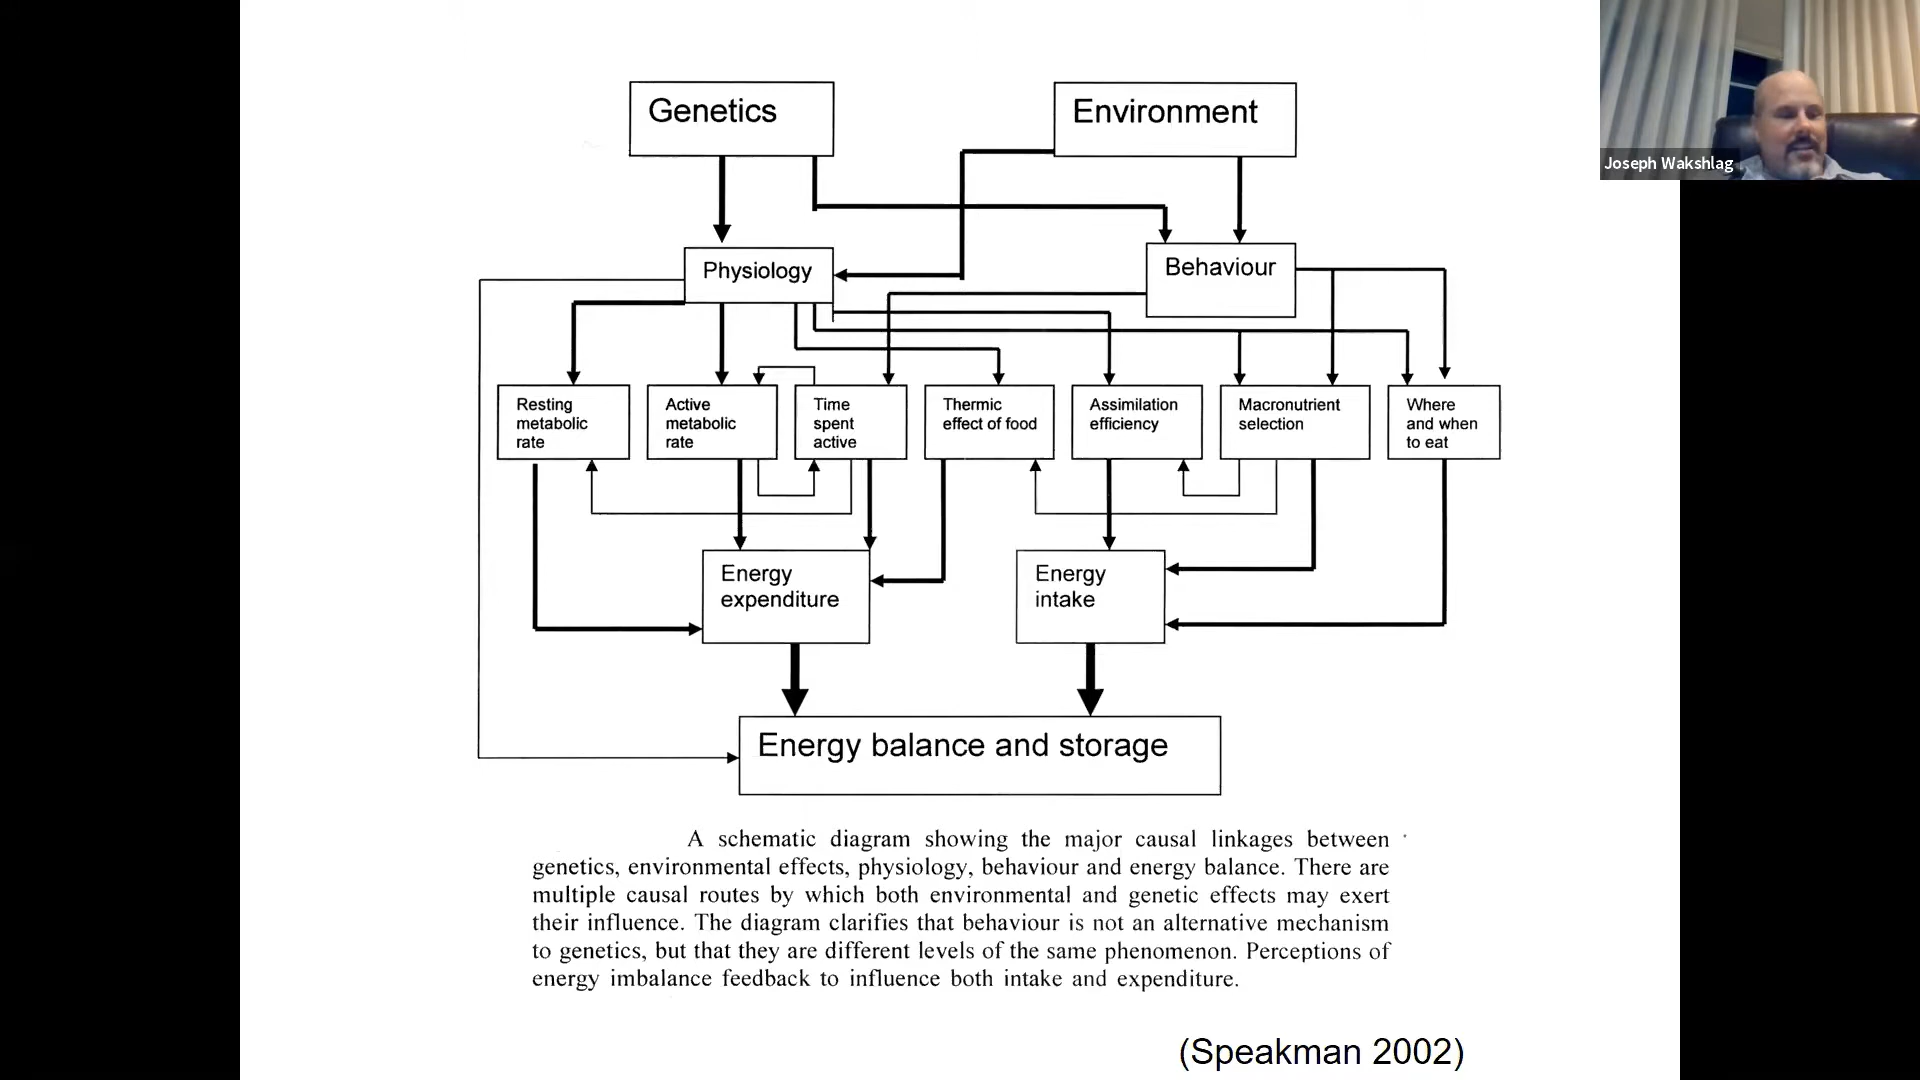 Genetics
Environment
Joseph Wakshlag
Physiology
Behaviour
Resting
metabolic
rate
Active
metabolic
rate
Time
spent
active
Thermic
effect of food
Assimilation
efficiency
Macronutrient
selection
Where
and when
to eat
Energy
expenditure
Energy
intake
Energy balance and storage
A schematic diagram showing the major causal linkages between
genetics, environmental effects, physiology, behaviour and energy balance. There are
multiple causal routes by which both environmental and genetic effects may exert
their influence. The diagram clarifies that behaviour is not an alternative mechanism
to genetics, but that they are different levels of the same phenomenon. Perceptions of
energy imbalance feedback to influence both intake and expenditure.
(Speakman 2002)